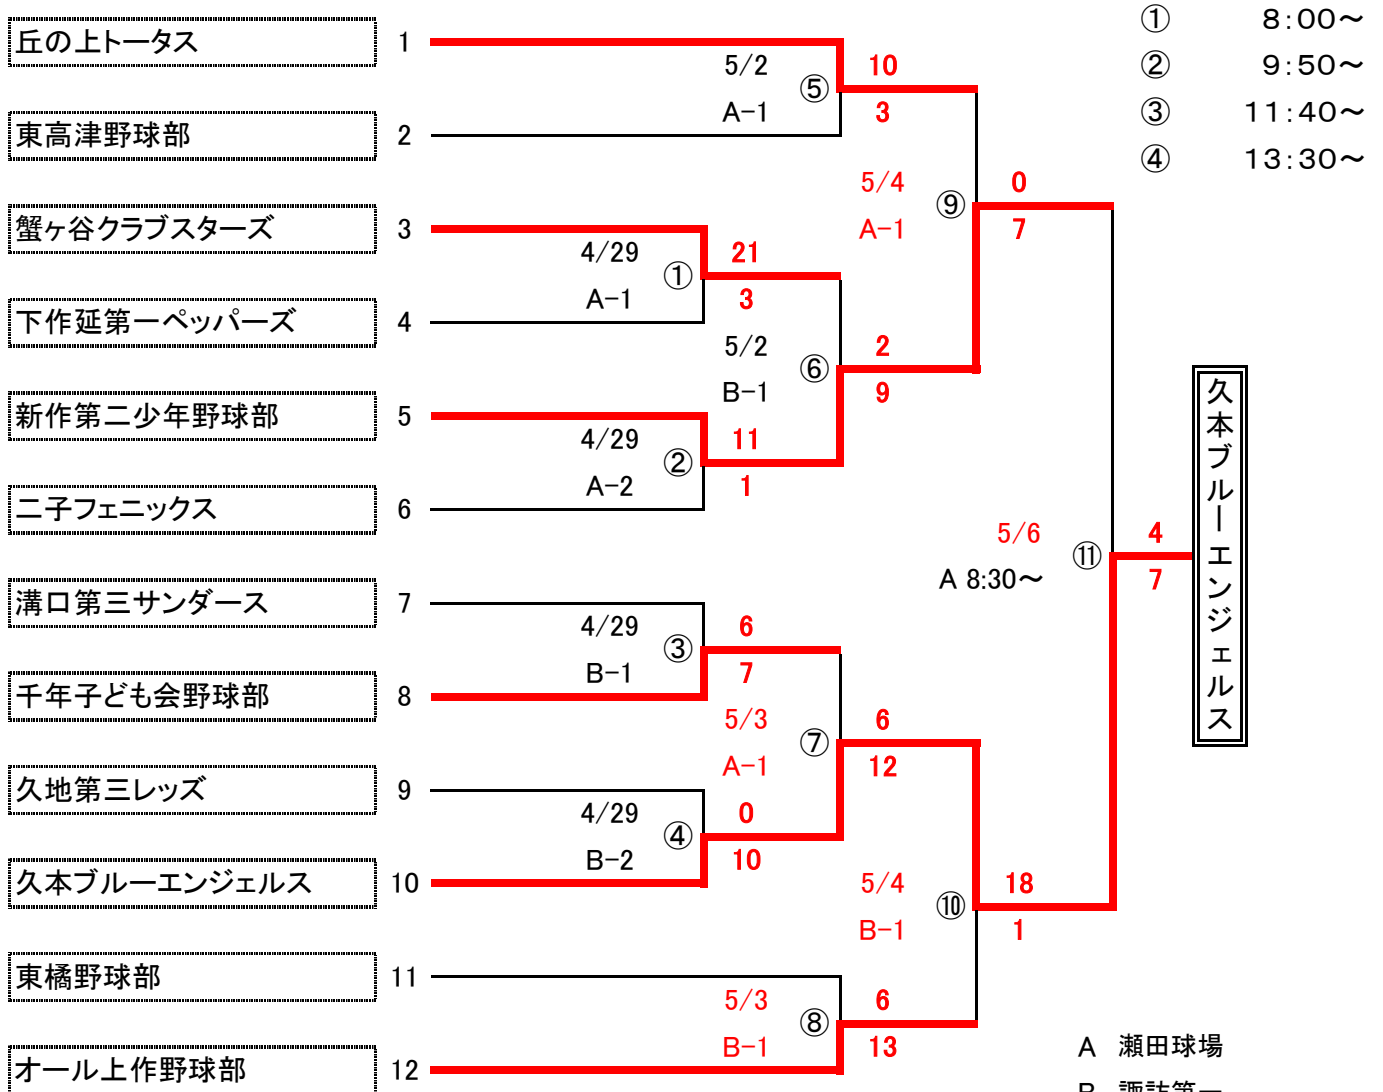 ① 8:00～
② 9:50～
③ 11:40～
④ 13:30～
丘の上トータス 1
5/2 ⑤ 10
A-1 3
東高津野球部 2
5/4 ⑨ 0
A-1 7
蟹ヶ谷クラブスターズ 3
4/29 ① 21
A-1 3
下作延第一ペッパーズ 4
5/2 ⑥ 2
B-1 9
新作第二少年野球部 5
4/29 ② 11
A-2 1
二子フェニックス 6
5/6 ⑪ 4
A 8:30～ 7
久本ブルーエンジェルス
溝口第三サンダース 7
4/29 ③ 6
B-1 7
千年子ども会野球部 8
5/3 ⑦ 6
A-1 12
久地第三レッズ 9
4/29 ④ 0
B-2 10
久本ブルーエンジェルス 10
5/4 ⑩ 18
B-1 1
東橘野球部 11
5/3 ⑧ 6
B-1 13
オール上作野球部 12
A 瀬田球場
B 諏訪第一